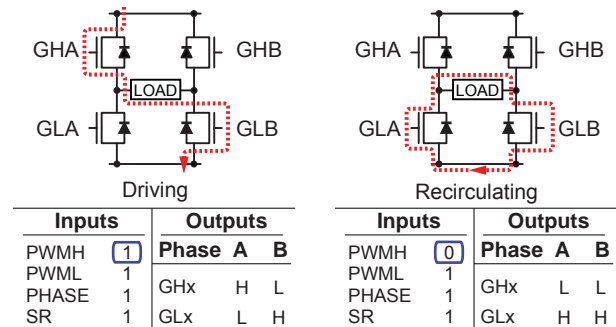 GHA GHB
LOAD
GLA GLB
Driving
Inputs Outputs
PWMH 1 Phase A B
PWML 1
PHASE 1 GHx H L
SR 1 GLx L H
GHA GHB
LOAD
GLA GLB
Recirculating
Inputs Outputs
PWMH 0 Phase A B
PWML 1
PHASE 1 GHx L L
SR 1 GLx H H